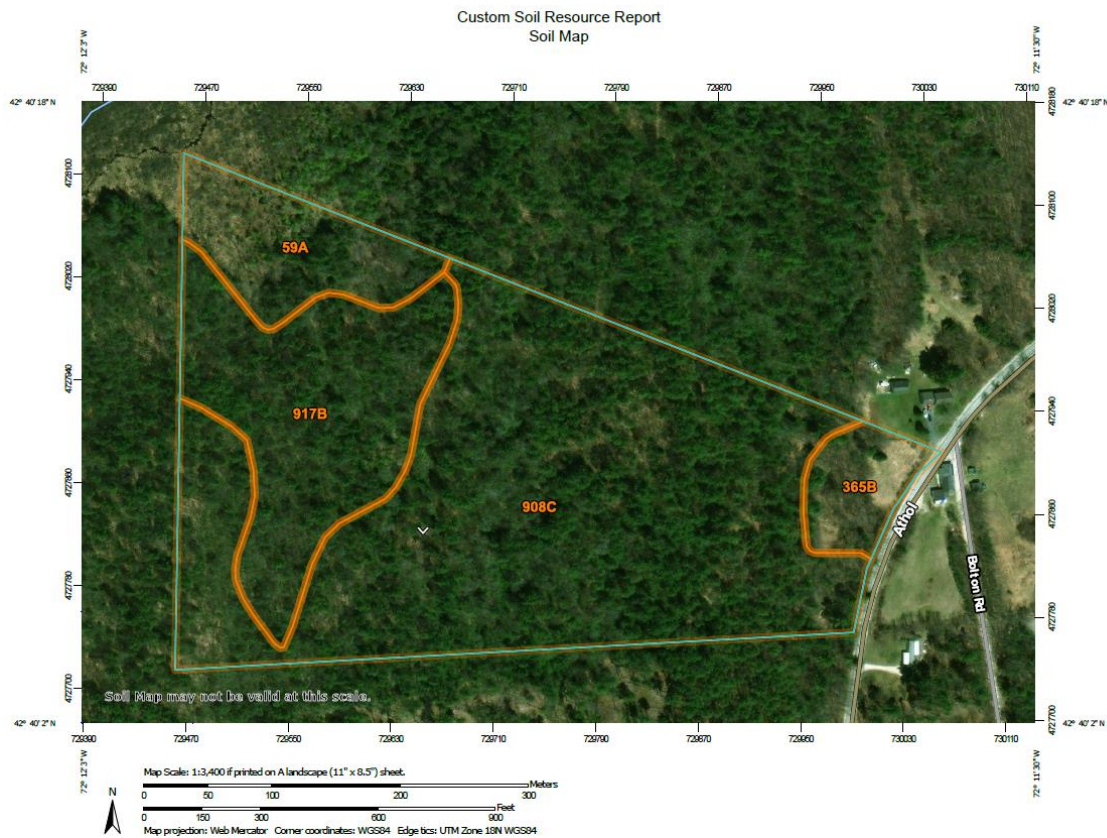 Custom Soil Resource Report
Soil Map
72° 12' 3" W
72° 11' 30" W
729390 729470 729550 729630 729710 729790 729870 729950 730030 730110
42° 40' 18" N
42° 40' 18" N
4728180
4728100
4728100
59A
4728020
4728020
4727940
4727940
917B
4727860
365B
4727860
908C
Athol
4727780
Bolton Rd
4727780
4727700
Soil Map may not be valid at this scale.
4727700
42° 40' 2" N
42° 40' 2" N
729390 729470 729550 729630 729710 729790 729870 729950 730030 730110
72° 12' 3" W
72° 11' 30" W
Map Scale: 1:3,400 if printed on A landscape (11" x 8.5") sheet.
Meters
0 50 100 200 300
Feet
0 150 300 600 900
N
Map projection: Web Mercator Corner coordinates: WGS84 Edge tics: UTM Zone 18N WGS84